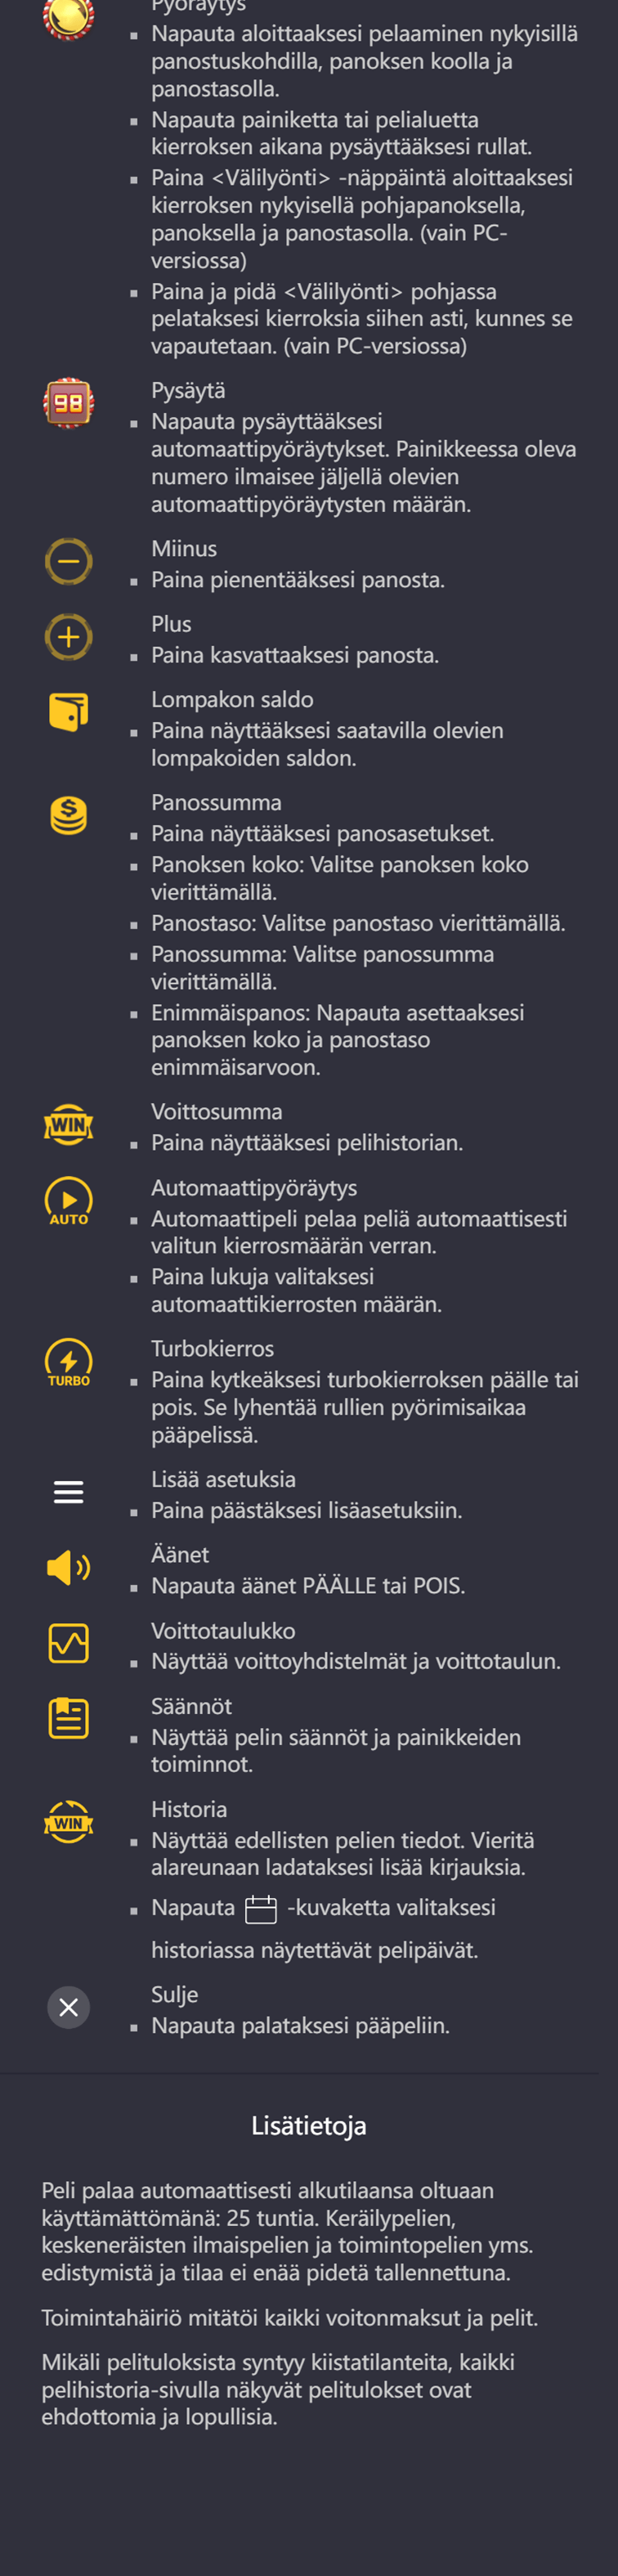 Pyöräytys
Napauta aloittaaksesi pelaaminen nykyisillä
panostuskohdilla, panoksen koolla ja
panostasolla.
Napauta painiketta tai pelialuetta
kierroksen aikana pysäyttääksesi rullat.
Paina <Välilyönti> -näppäintä aloittaaksesi
kierroksen nykyisellä pohjapanoksella,
panoksella ja panostasolla. (vain PC-
versiossa)
Paina ja pidä <Välilyönti> pohjassa
pelataksesi kierroksia siihen asti, kunnes se
vapautetaan. (vain PC-versiossa)
98
Pysäytä
Napauta pysäyttääksesi
automaattipyöräytykset. Painikkeessa oleva
numero ilmaisee jäljellä olevien
automaattipyöräytysten määrän.
Miinus
Paina pienentääksesi panosta.
Plus
Paina kasvattaaksesi panosta.
Lompakon saldo
Paina näyttääksesi saatavilla olevien
lompakoiden saldon.
Panossumma
Paina näyttääksesi panosasetukset.
Panoksen koko: Valitse panoksen koko
vierittämällä.
Panostaso: Valitse panostaso vierittämällä.
Panossumma: Valitse panossumma
vierittämällä.
Enimmäispanos: Napauta asettaaksesi
panoksen koko ja panostaso
enimmäisarvoon.
WIN
Voittosumma
Paina näyttääksesi pelihistorian.
AUTO
Automaattipyöräytys
Automaattipeli pelaa peliä automaattisesti
valitun kierrosmäärän verran.
Paina lukuja valitaksesi
automaattikierrosten määrän.
TURBO
Turbokierros
Paina kytkeäksesi turbokierroksen päälle tai
pois. Se lyhentää rullien pyörimisaikaa
pääpelissä.
Lisää asetuksia
Paina päästäksesi lisäasetuksiin.
Äänet
Napauta äänet PÄÄLLE tai POIS.
Voittotaulukko
Näyttää voittoyhdistelmät ja voittotaulun.
Säännöt
Näyttää pelin säännöt ja painikkeiden
toiminnot.
WIN
Historia
Näyttää edellisten pelien tiedot. Vieritä
alareunaan ladataksesi lisää kirjauksia.
Napauta -kuvaketta valitaksesi
historiassa näytettävät pelipäivät.
Sulje
Napauta palataksesi pääpeliin.
Lisätietoja
Peli palaa automaattisesti alkutilaansa oltuaan
käyttämättömänä: 25 tuntia. Keräilypelien,
keskeneräisten ilmaispelien ja toimintopelien yms.
edistymistä ja tilaa ei enää pidetä tallennettuna.
Toimintahäiriö mitätöi kaikki voitonmaksut ja pelit.
Mikäli pelituloksista syntyy kiistatilanteita, kaikki
pelihistoria-sivulla näkyvät pelitulokset ovat
ehdottomia ja lopullisia.